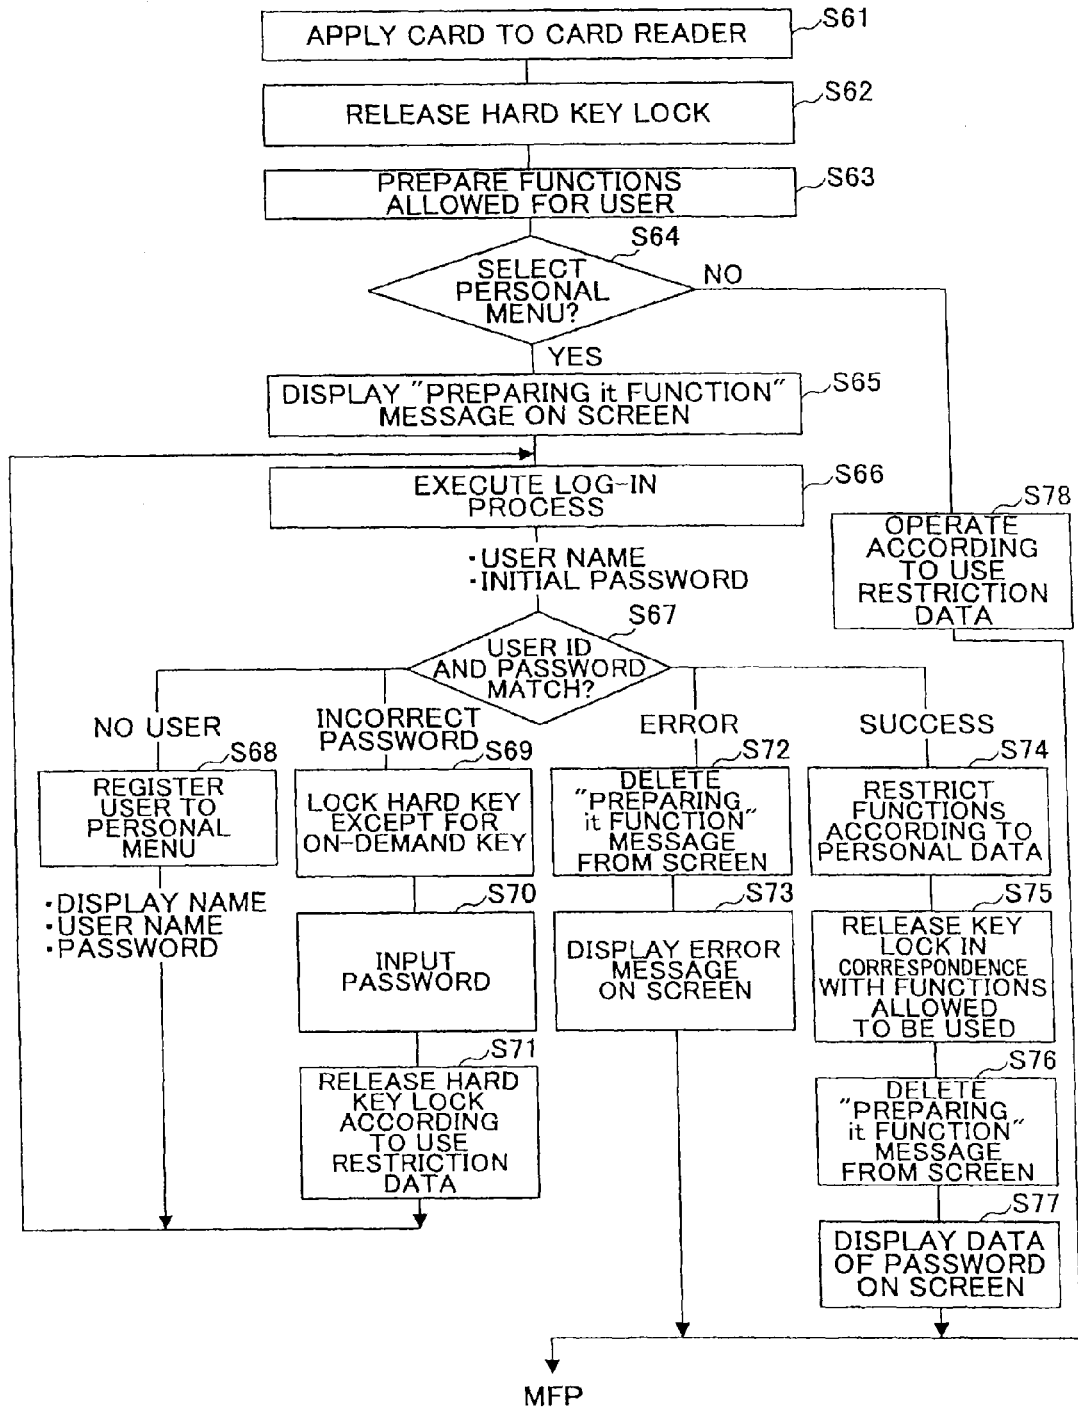 APPLY CARD TO CARD READER
S61
RELEASE HARD KEY LOCK
S62
PREPARE FUNCTIONS
ALLOWED FOR USER
S63
S64
SELECT
PERSONAL
MENU?
NO
YES
DISPLAY "PREPARING it FUNCTION"
MESSAGE ON SCREEN
S65
EXECUTE LOG-IN
PROCESS
S66
S78
OPERATE
ACCORDING
TO USE
RESTRICTION
DATA
·USER NAME
·INITIAL PASSWORD
S67
USER ID
AND PASSWORD
MATCH?
NO USER
S68
REGISTER
USER TO
PERSONAL
MENU
·DISPLAY NAME
·USER NAME
·PASSWORD
INCORRECT
PASSWORD
S69
LOCK HARD KEY
EXCEPT FOR
ON-DEMAND KEY
S70
INPUT
PASSWORD
S71
RELEASE HARD
KEY LOCK
ACCORDING
TO USE
RESTRICTION
DATA
ERROR
S72
DELETE
"PREPARING
it FUNCTION"
MESSAGE
FROM SCREEN
S73
DISPLAY ERROR
MESSAGE
ON SCREEN
SUCCESS
S74
RESTRICT
FUNCTIONS
ACCORDING TO
PERSONAL DATA
S75
RELEASE KEY
LOCK IN
CORRESPONDENCE
WITH FUNCTIONS
ALLOWED
TO BE USED
S76
DELETE
"PREPARING
it FUNCTION"
MESSAGE
FROM SCREEN
S77
DISPLAY DATA
OF PASSWORD
ON SCREEN
MFP